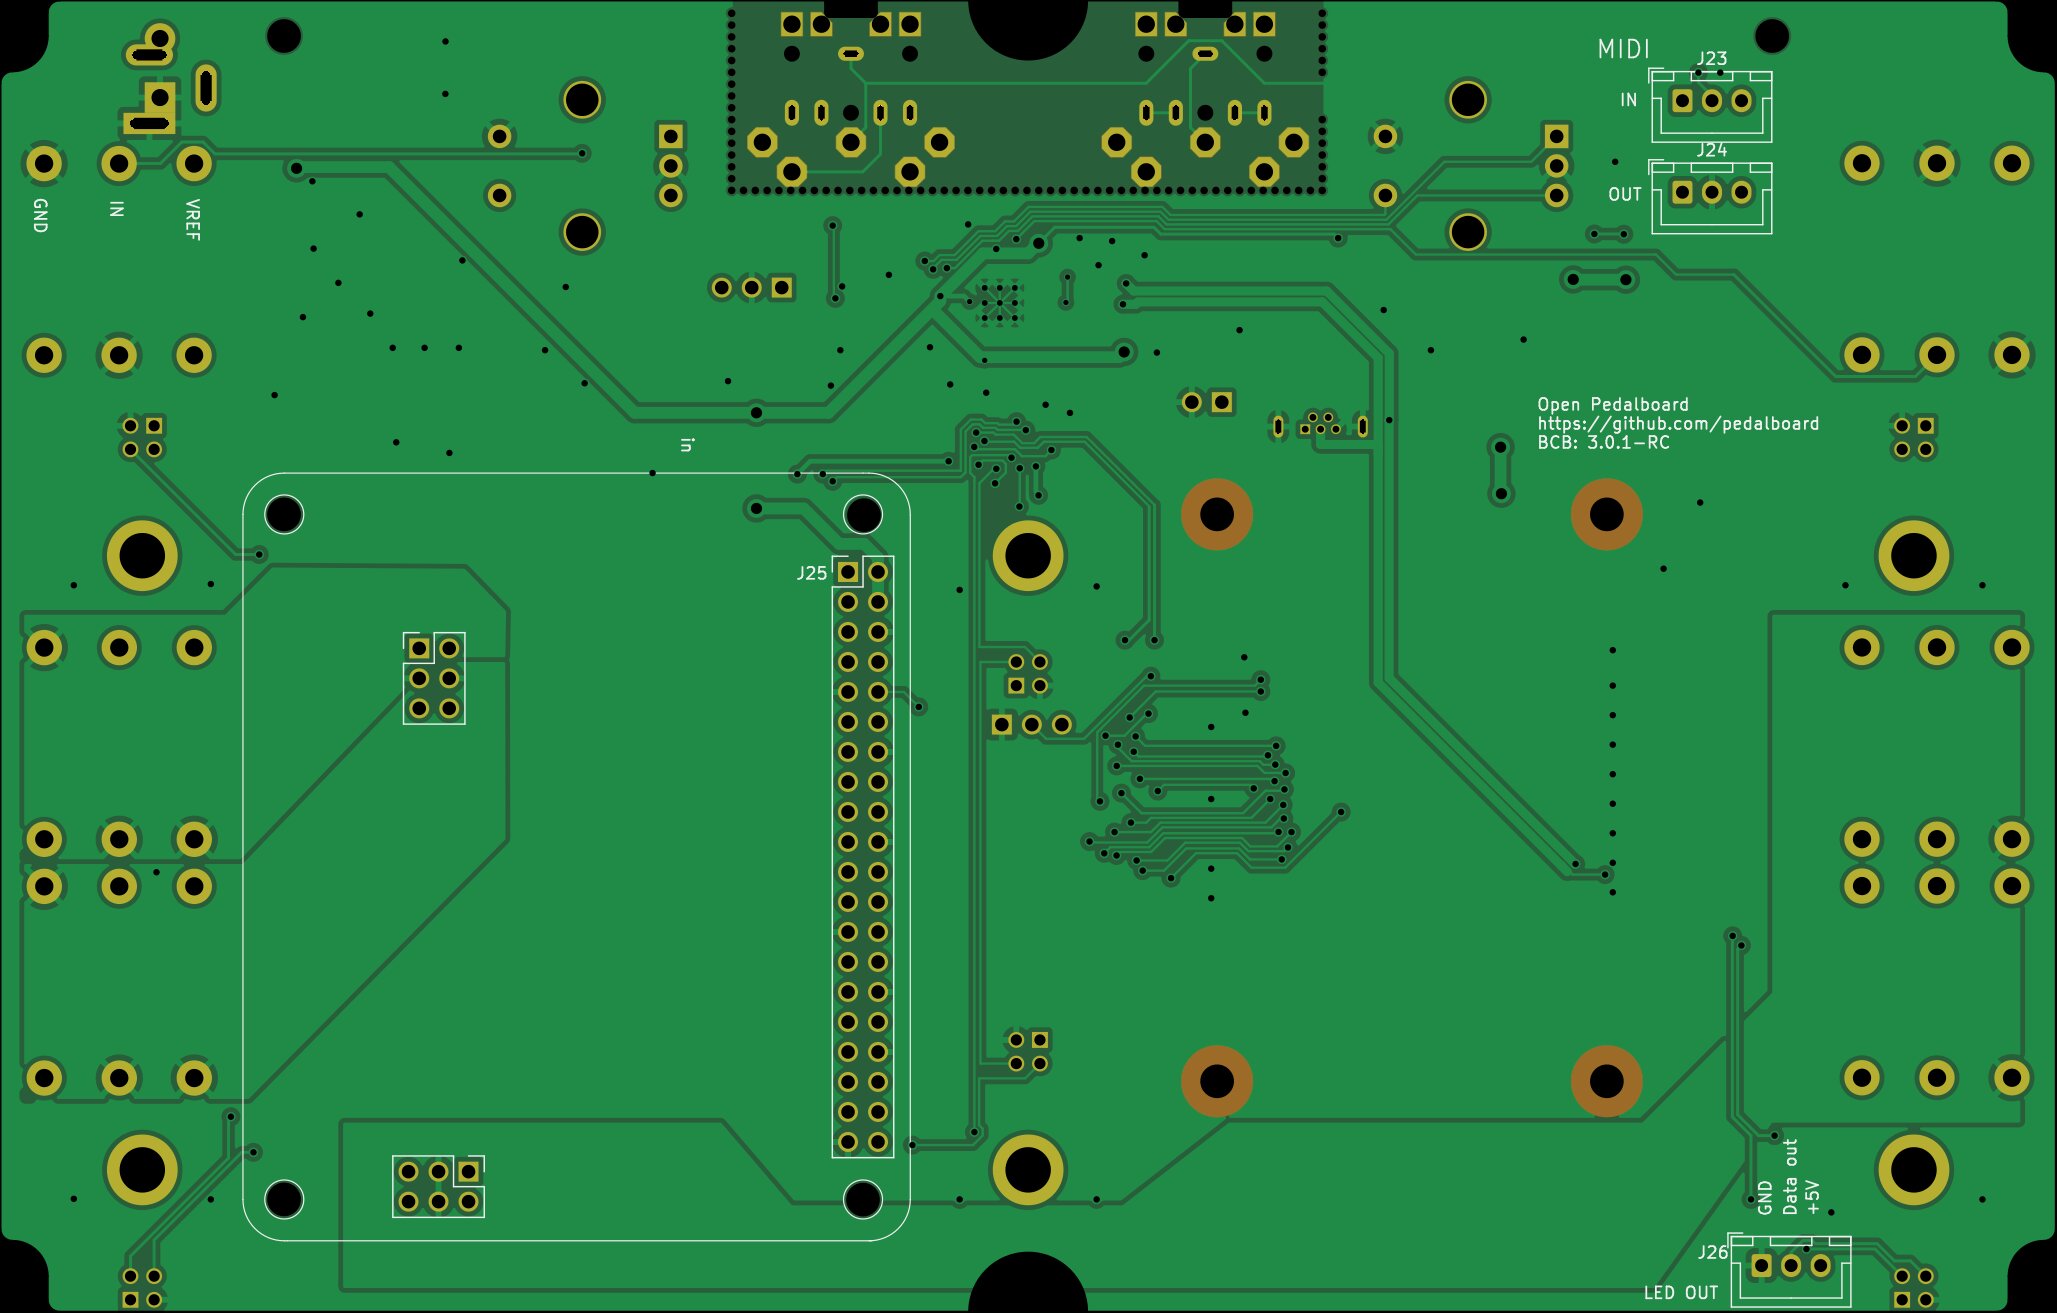 MIDI
J23
IN
J24
OUT
GND
IN
VREF
Open Pedalboard
https://github.com/pedalboard
BCB: 3.0.1-RC
in
J25
GND
Data out
+5V
J26
LED OUT